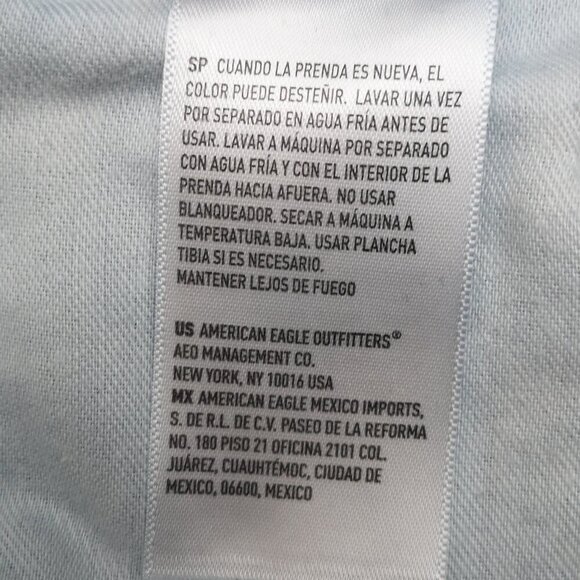 SP CUANDO LA PRENDA ES NUEVA, EL
COLOR PUEDE DESTEÑIR. LAVAR UNA VEZ
POR SEPARADO EN AGUA FRÍA ANTES DE
USAR. LAVAR A MÁQUINA POR SEPARADO
CON AGUA FRÍA Y CON EL INTERIOR DE LA
PRENDA HACIA AFUERA. NO USAR
BLANQUEADOR. SECAR A MÁQUINA A
TEMPERATURA BAJA. USAR PLANCHA
TIBIA SI ES NECESARIO.
MANTENER LEJOS DE FUEGO
US AMERICAN EAGLE OUTFITTERS®
AEO MANAGEMENT CO.
NEW YORK, NY 10016 USA
MX AMERICAN EAGLE MEXICO IMPORTS,
S. DE R.L. DE C.V. PASEO DE LA REFORMA
NO. 180 PISO 21 OFICINA 2101 COL.
JUÁREZ, CUAUHTÉMOC, CIUDAD DE
MEXICO, 06600, MEXICO